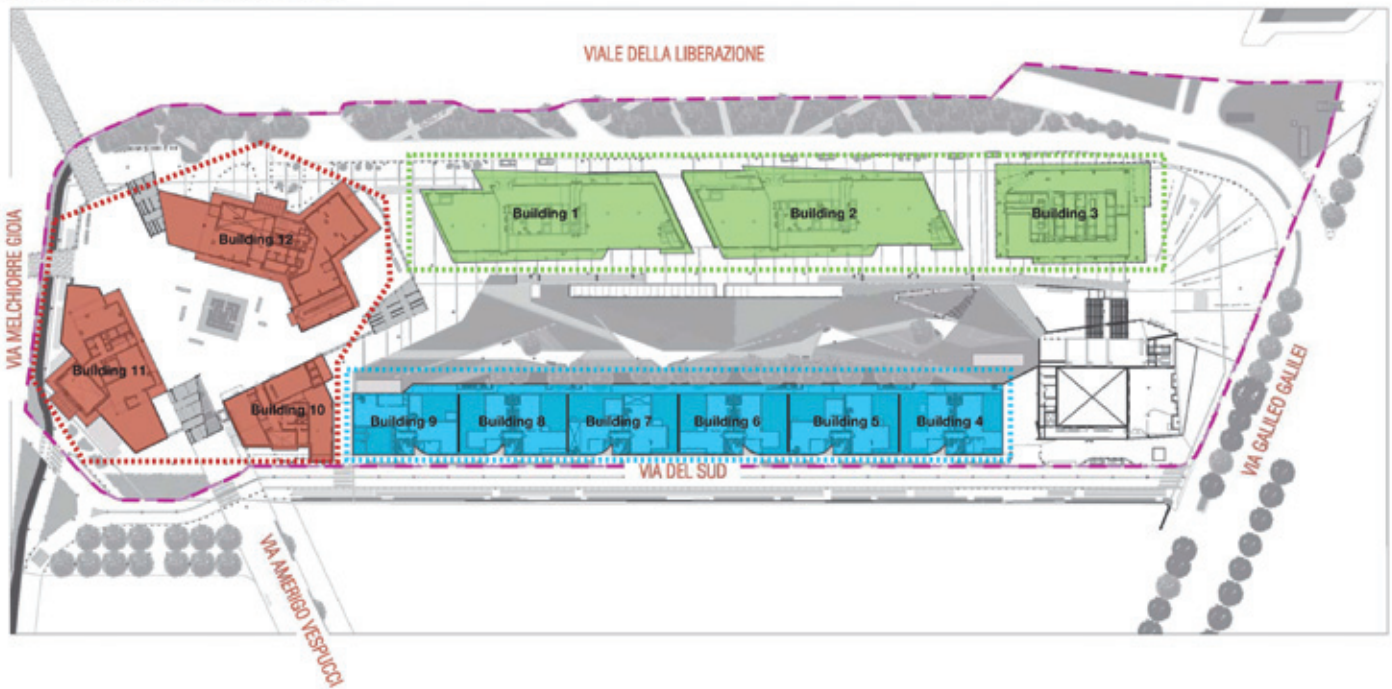 VIALE DELLA LIBERAZIONE
VIA MELCHIORRE GIOIA
Building 1
Building 2
Building 3
Building 12
Building 11
Building 10
Building 9
Building 8
Building 7
Building 6
Building 5
Building 4
VIA DEL SUD
VIA GALILEO GALILEI
VIA AMERIGO VESPUCCI